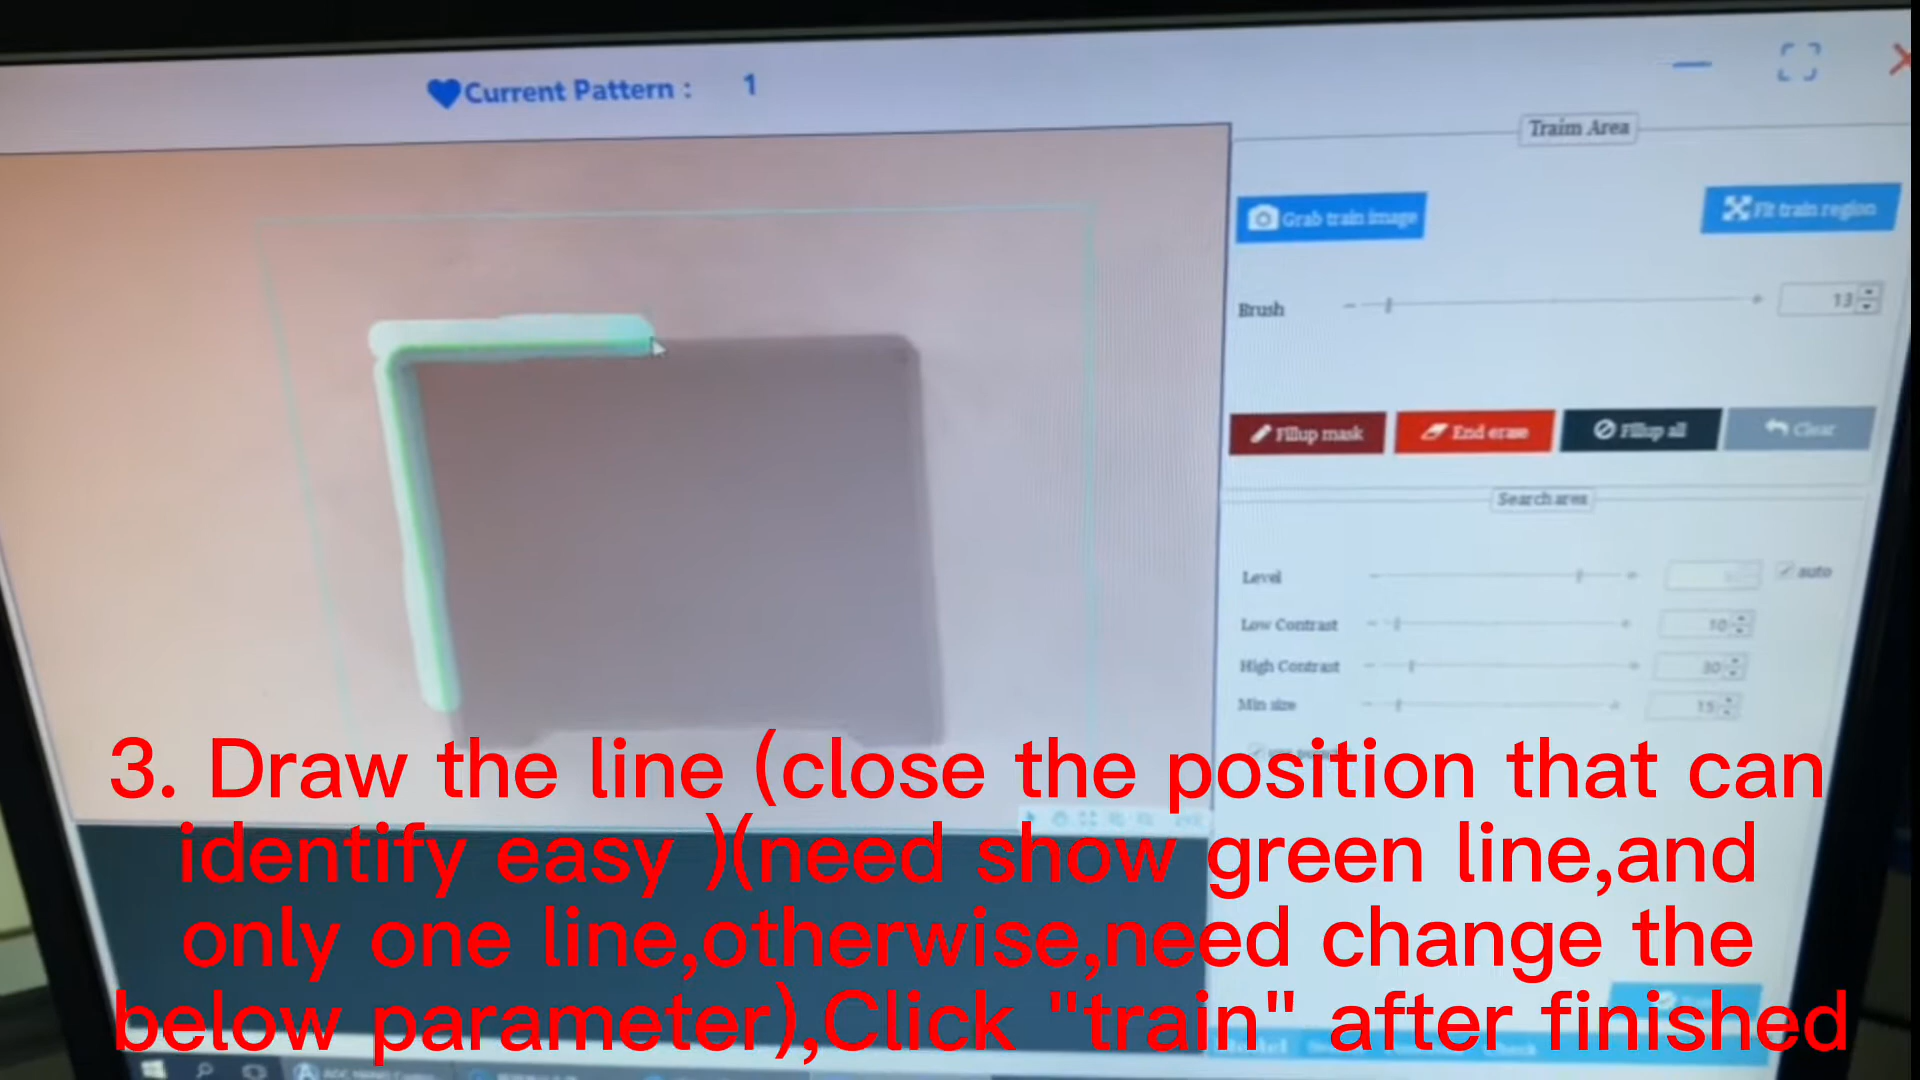 Current Pattern : 1
Traim Area
Grab train image
Fit train region
Brush
13
Fillup mask
End erase
Fillup all
Clear
Search area
Level
auto
Low Contrast
10
High Contrast
30
Min size
15
3. Draw the line (close the position that can
identify easy )(need show green line,and
only one line,otherwise,need change the
below parameter),Click "train" after finished